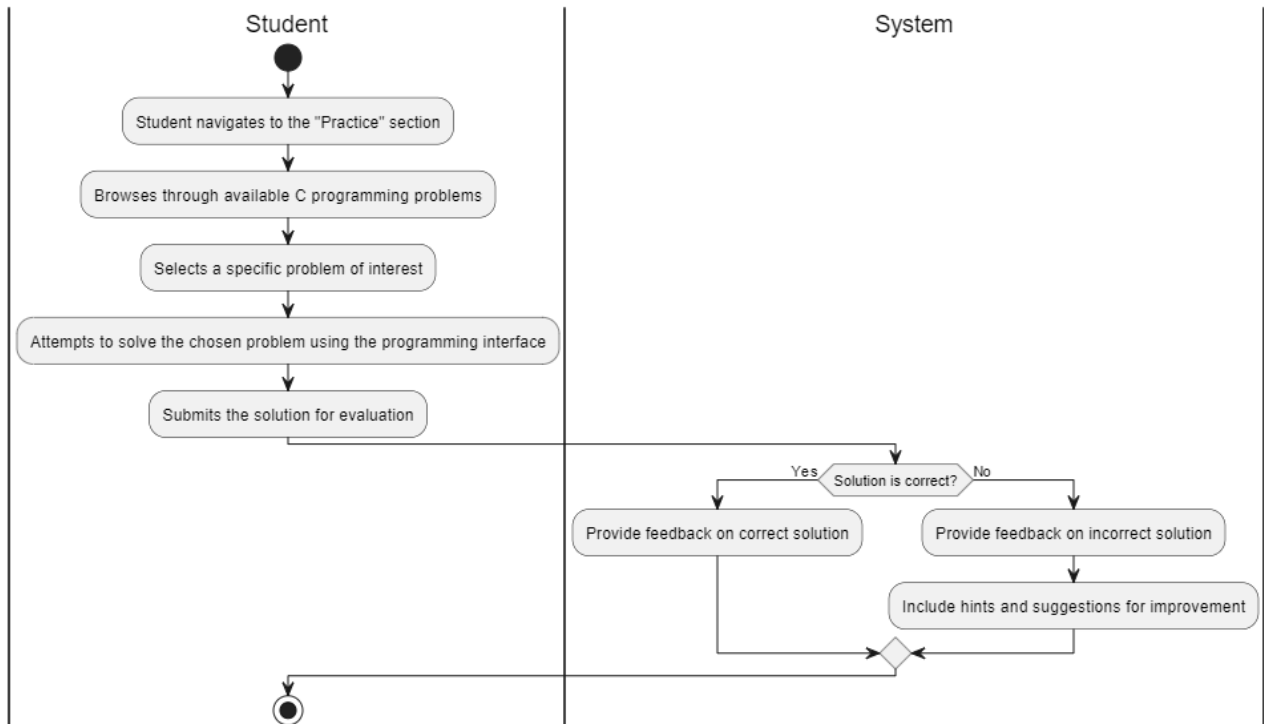 Student
System
Student navigates to the "Practice" section
Browses through available C programming problems
Selects a specific problem of interest
Attempts to solve the chosen problem using the programming interface
Submits the solution for evaluation
Yes
Solution is correct?
No
Provide feedback on correct solution
Provide feedback on incorrect solution
Include hints and suggestions for improvement